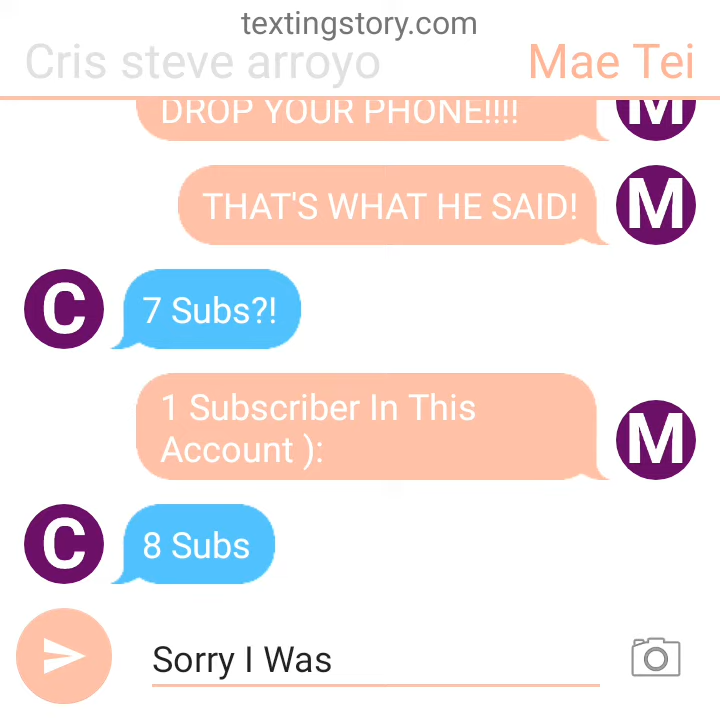 textingstory.com
Cris steve arroyo Mae Tei
DROP YOUR PHONE!!!! M
THAT'S WHAT HE SAID! M
C 7 Subs?!
1 Subscriber In This
Account ): M
C 8 Subs
Sorry I Was